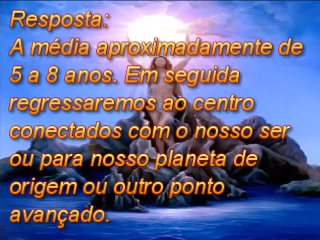 Resposta:
A média aproximadamente de
5 a 8 anos. Em seguida
regressaremos ao centro
conectados com o nosso ser
ou para nosso planeta de
origem ou outro ponto
avançado.